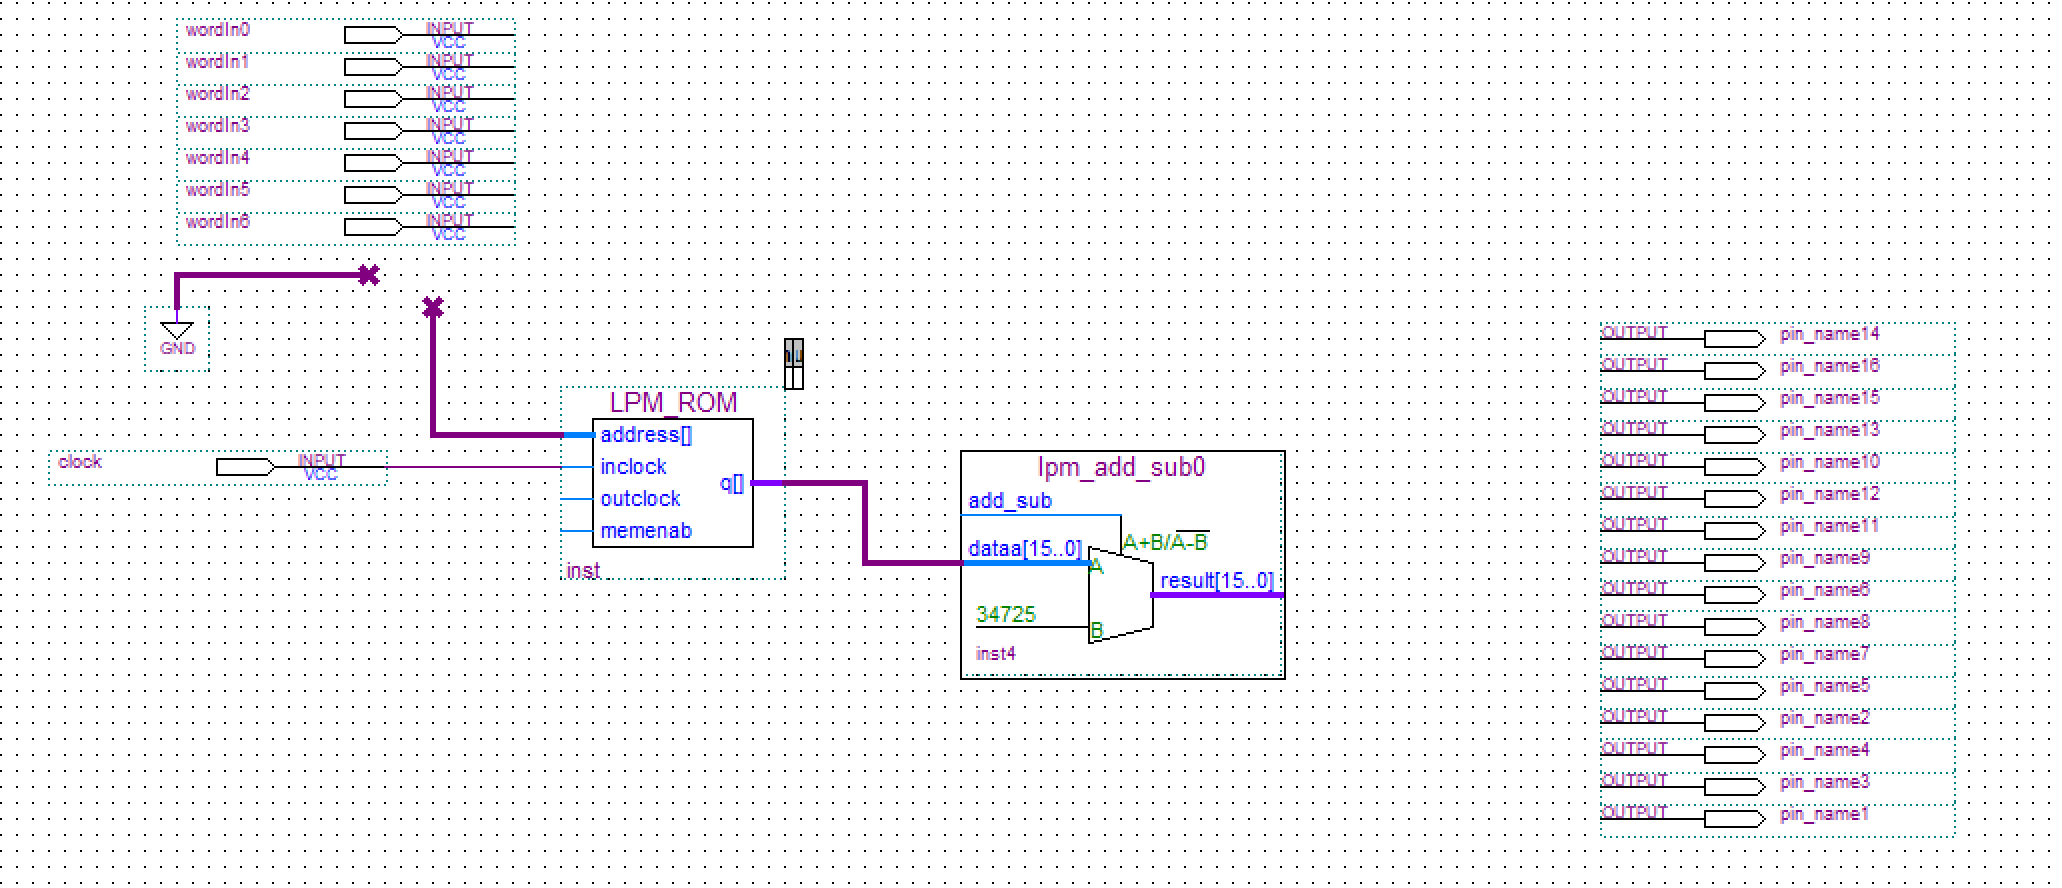 wordIn0 INPUT
VCC
wordIn1 INPUT
VCC
wordIn2 INPUT
VCC
wordIn3 INPUT
VCC
wordIn4 INPUT
VCC
wordIn5 INPUT
VCC
wordIn6 INPUT
VCC
GND
clock INPUT
VCC
LPM_ROM
address[]
inclock
q[]
outclock
memenab
inst
lpm_add_sub0
add_sub
A+B/A-B
dataa[15..0]
A
result[15..0]
34725
B
inst4
OUTPUT pin_name14
OUTPUT pin_name16
OUTPUT pin_name15
OUTPUT pin_name13
OUTPUT pin_name10
OUTPUT pin_name12
OUTPUT pin_name11
OUTPUT pin_name9
OUTPUT pin_name6
OUTPUT pin_name8
OUTPUT pin_name7
OUTPUT pin_name5
OUTPUT pin_name2
OUTPUT pin_name4
OUTPUT pin_name3
OUTPUT pin_name1